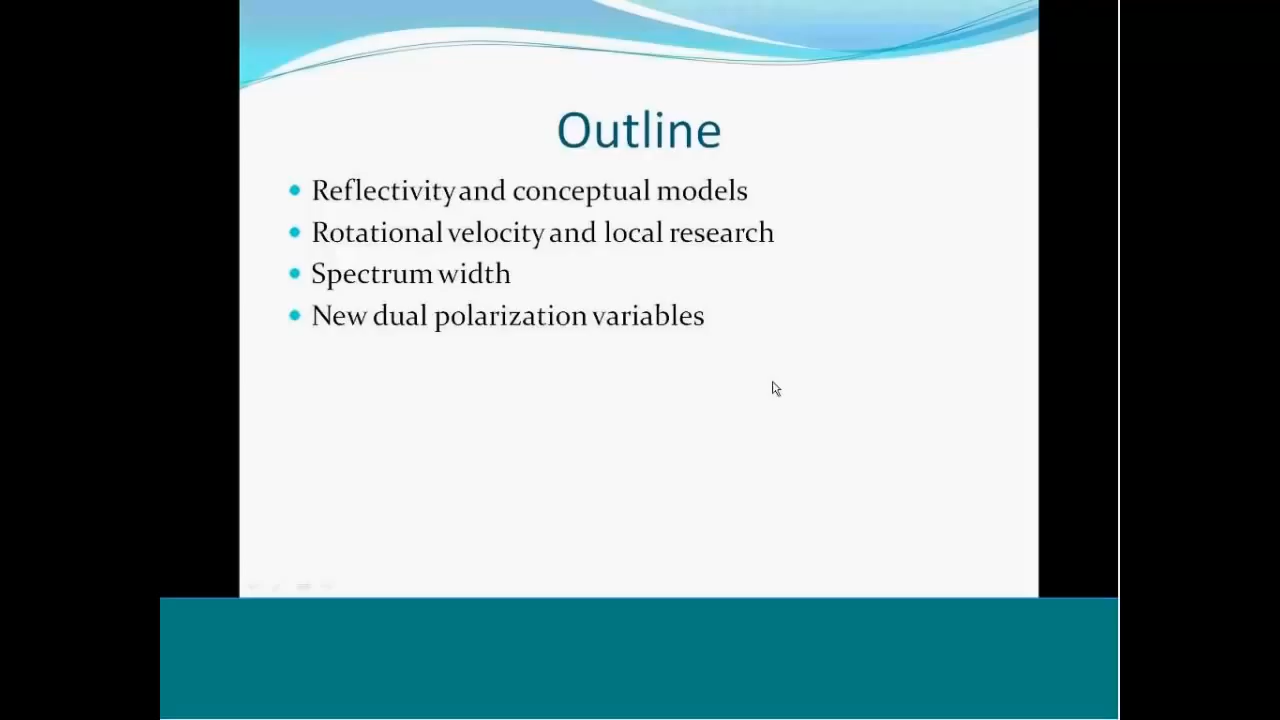 Outline
Reflectivity and conceptual models
Rotational velocity and local research
Spectrum width
New dual polarization variables